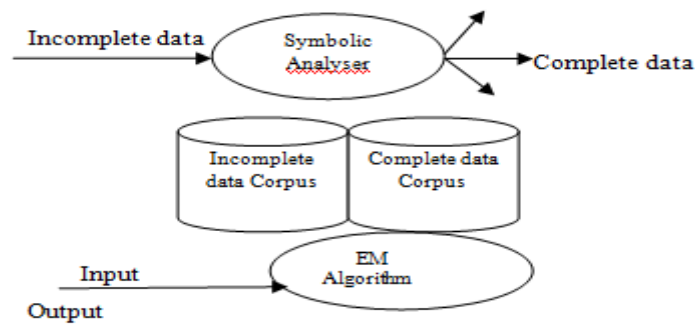 Incomplete data
Symbolic
Analyser
Complete data
Incomplete
data Corpus
Complete data
Corpus
EM
Algorithm
Input
Output